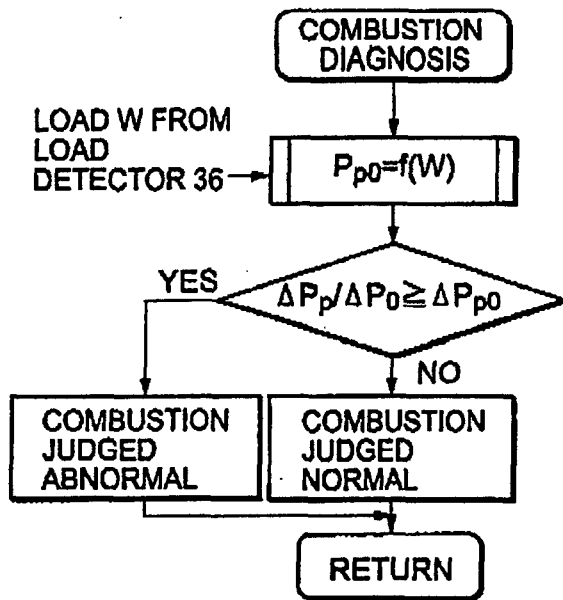 COMBUSTION
DIAGNOSIS
LOAD W FROM
LOAD
DETECTOR 36
Pp0=f(W)
YES
ΔPp/ΔP0≧ΔPp0
NO
COMBUSTION
JUDGED
ABNORMAL
COMBUSTION
JUDGED
NORMAL
RETURN